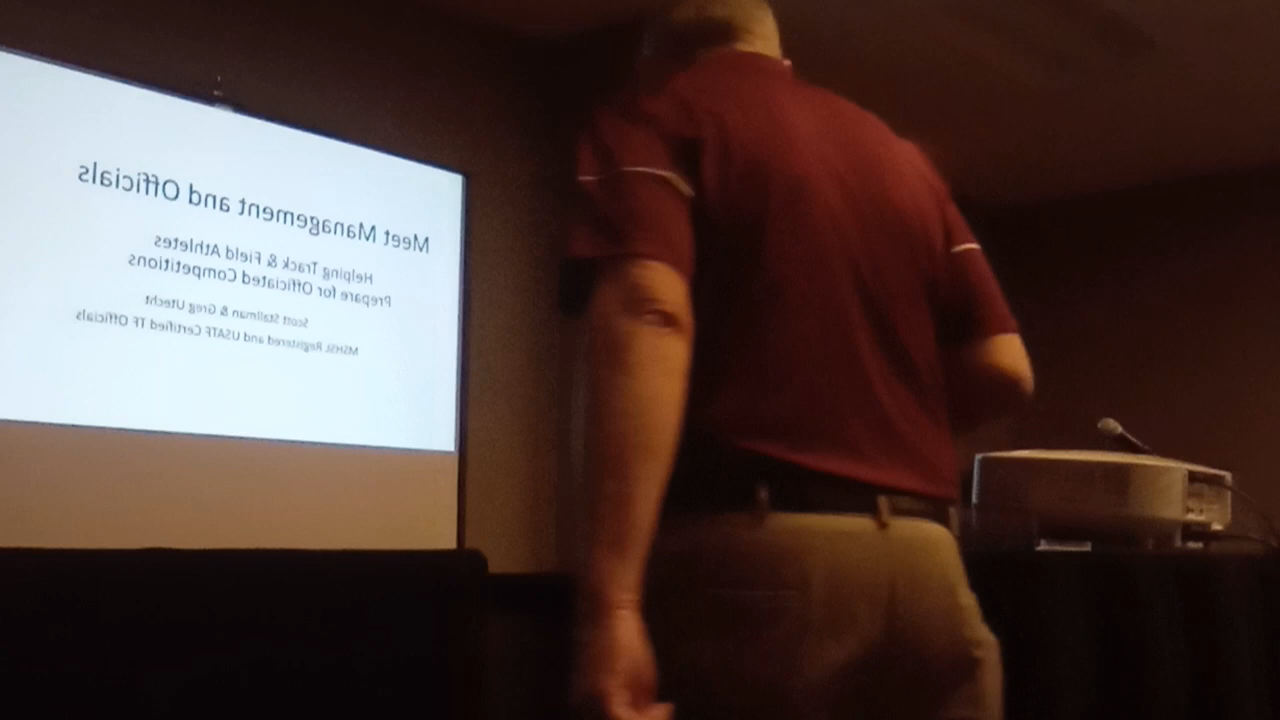 Meet Management and Officials
Helping Track & Field Athletes
Prepare for Officiated Competitions
Scott Stallman & Greg Utecht
MSHSL Registered and USATF Certified TF Officials